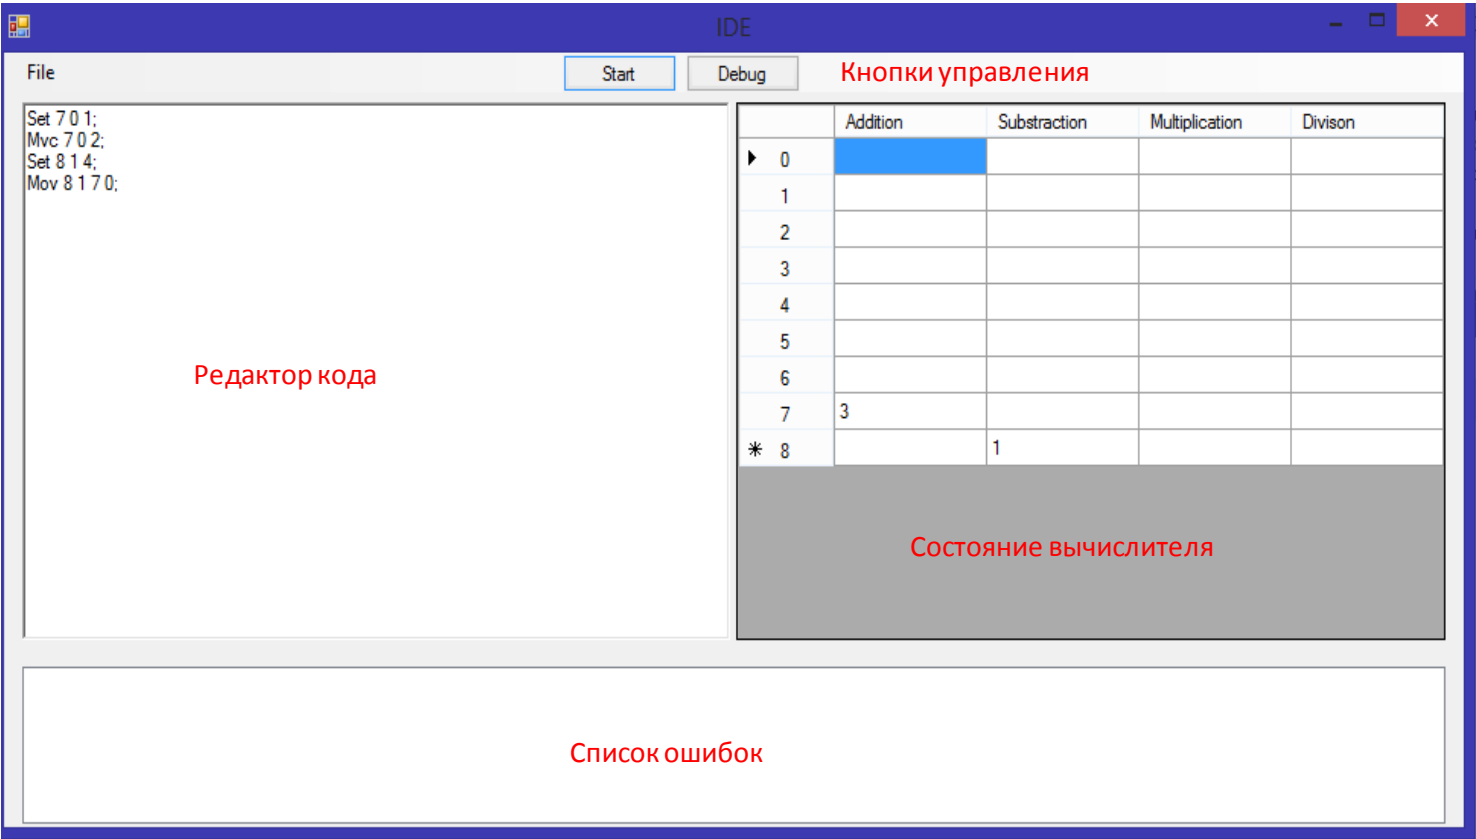 IDE
File
Start
Debug
Кнопки управления
Set 7 0 1;
Mvc 7 0 2;
Set 8 1 4;
Mov 8 1 7 0;
Редактор кода
Addition Substraction Multiplication Divison
0
1
2
3
4
5
6
7 3
8 1
Состояние вычислителя
Список ошибок